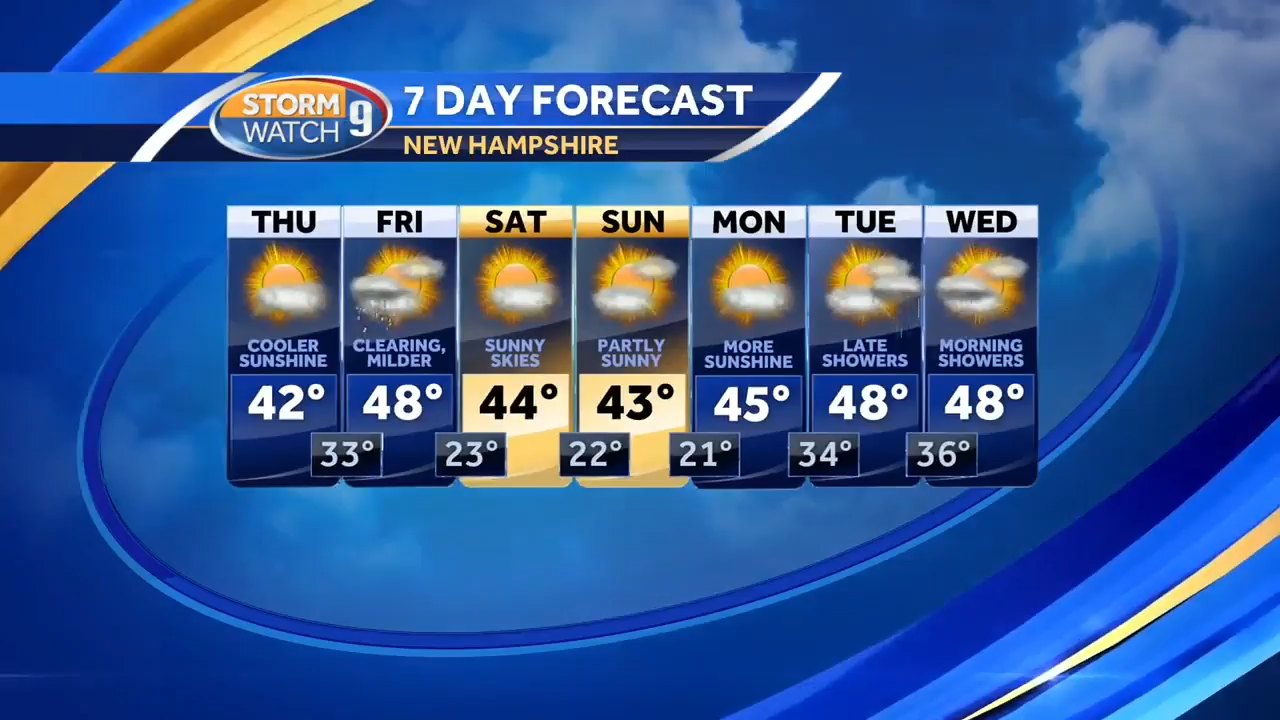 STORM
WATCH 9
7 DAY FORECAST
NEW HAMPSHIRE
THU FRI SAT SUN MON TUE WED
COOLER CLEARING, SUNNY PARTLY MORE LATE MORNING
SUNSHINE MILDER SKIES SUNNY SUNSHINE SHOWERS SHOWERS
42° 48° 44° 43° 45° 48° 48°
33° 23° 22° 21° 34° 36°